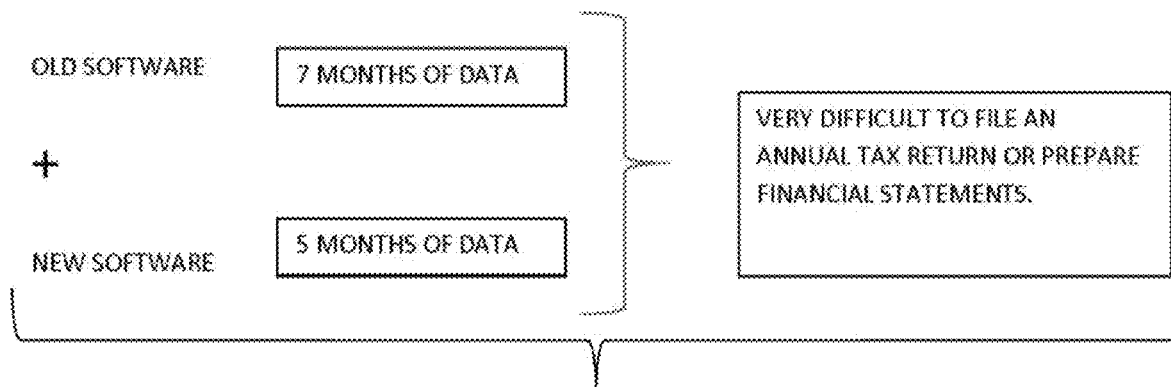 OLD SOFTWARE
7 MONTHS OF DATA
+
NEW SOFTWARE
5 MONTHS OF DATA
VERY DIFFICULT TO FILE AN
ANNUAL TAX RETURN OR PREPARE
FINANCIAL STATEMENTS.